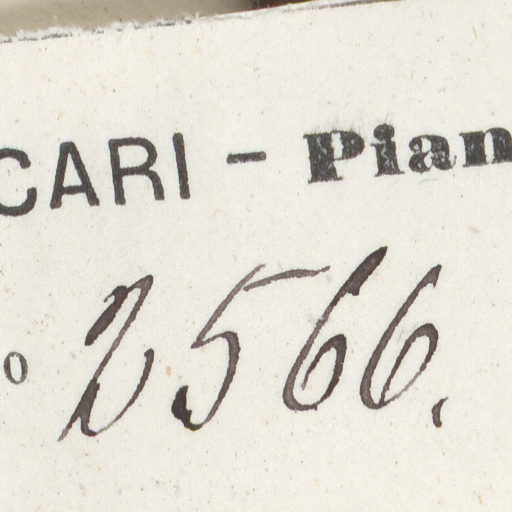 CARI - Pian
o 2566.